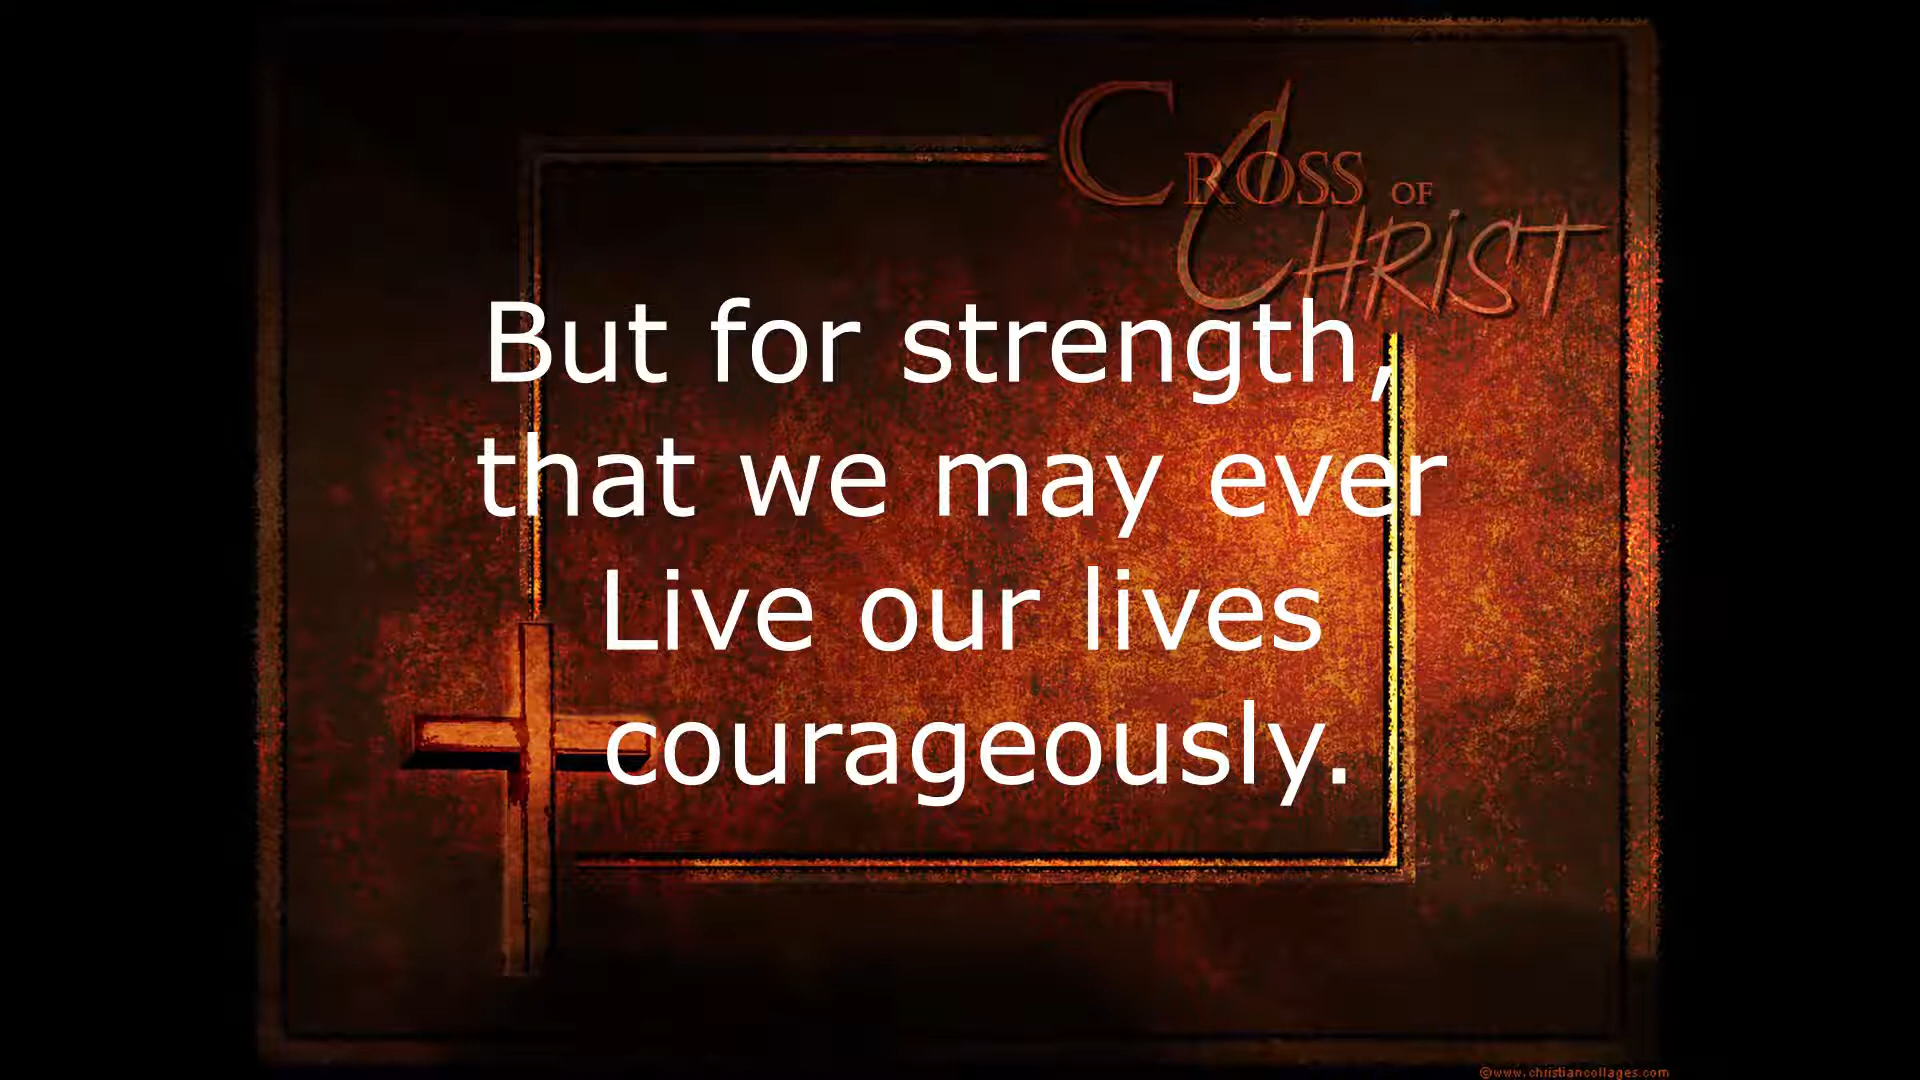 CROSS OF
CHRIST
But for strength,
that we may ever
Live our lives
courageously.
©www.christiancollages.com